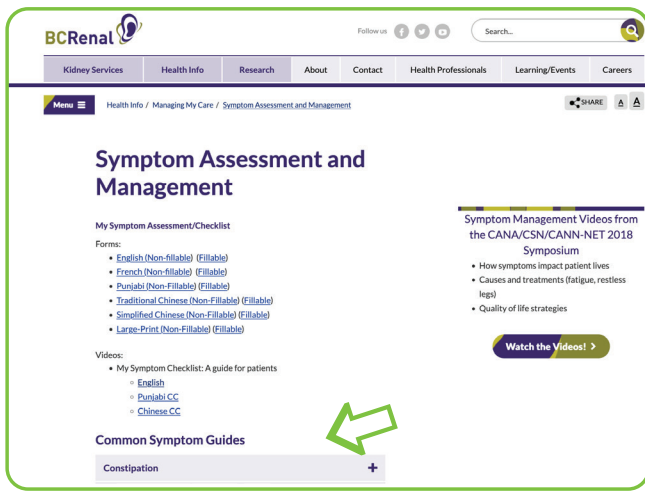 BCRenal
Follow us
Search...
Kidney Services Health Info Research About Contact Health Professionals Learning/Events Careers
Menu
Health Info / Managing My Care / Symptom Assessment and Management
SHARE A A
Symptom Assessment and
Management
My Symptom Assessment/Checklist
Forms:
• English (Non-fillable) (Fillable)
• French (Non-Fillable) (Fillable)
• Punjabi (Non-Fillable) (Fillable)
• Traditional Chinese (Non-Fillable) (Fillable)
• Simplified Chinese (Non-Fillable) (Fillable)
• Large-Print (Non-Fillable) (Fillable)
Videos:
• My Symptom Checklist: A guide for patients
○ English
○ Punjabi CC
○ Chinese CC
Common Symptom Guides
Constipation +
Symptom Management Videos from
the CANA/CSN/CANN-NET 2018
Symposium
• How symptoms impact patient lives
• Causes and treatments (fatigue, restless
legs)
• Quality of life strategies
Watch the Videos! >